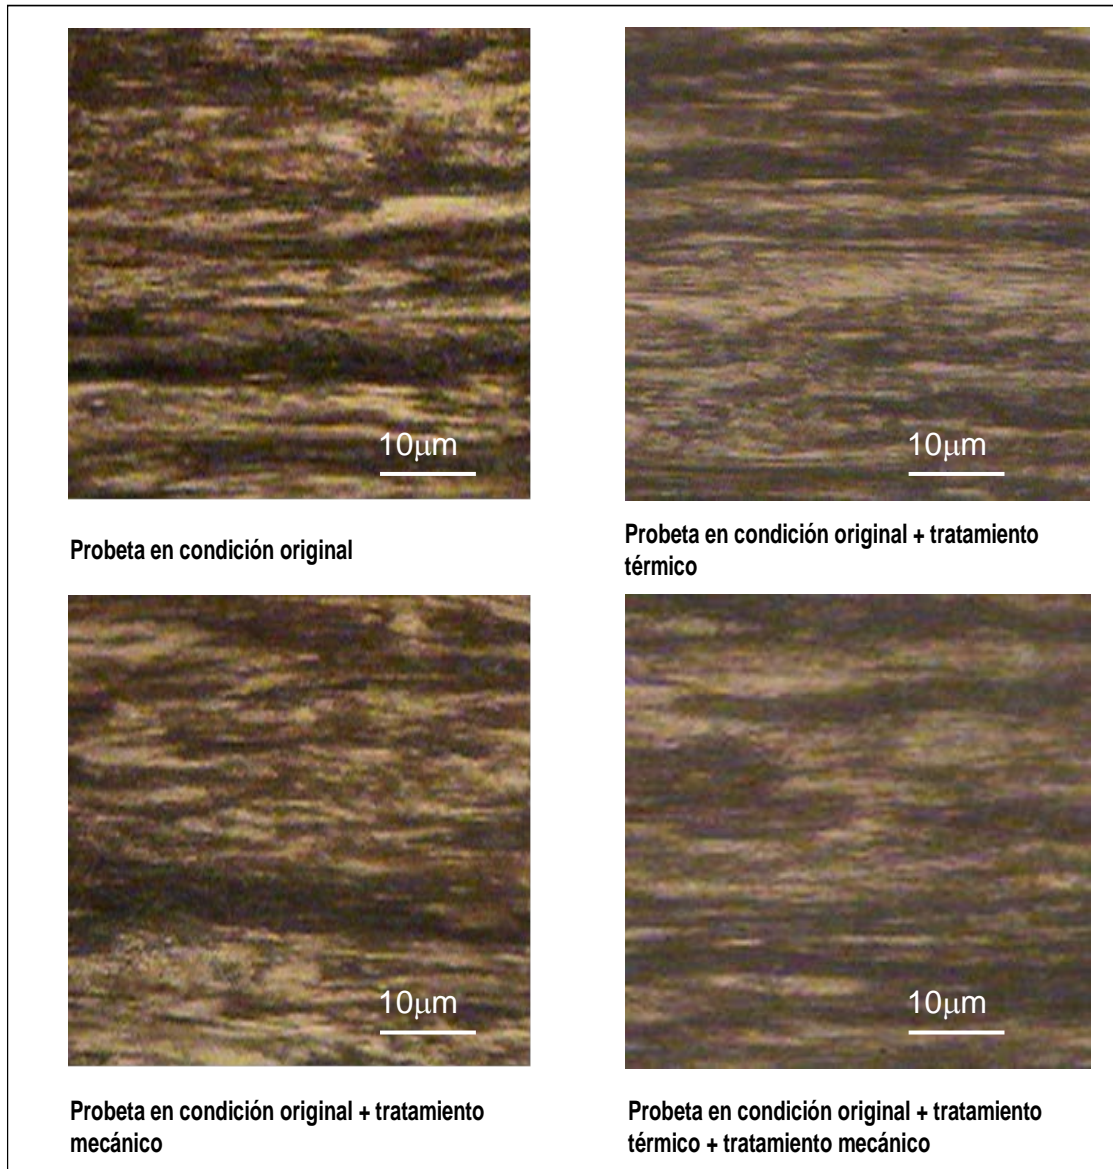 10μm
10μm
Probeta en condición original
Probeta en condición original + tratamiento
térmico
10μm
10μm
Probeta en condición original + tratamiento
mecánico
Probeta en condición original + tratamiento
térmico + tratamiento mecánico